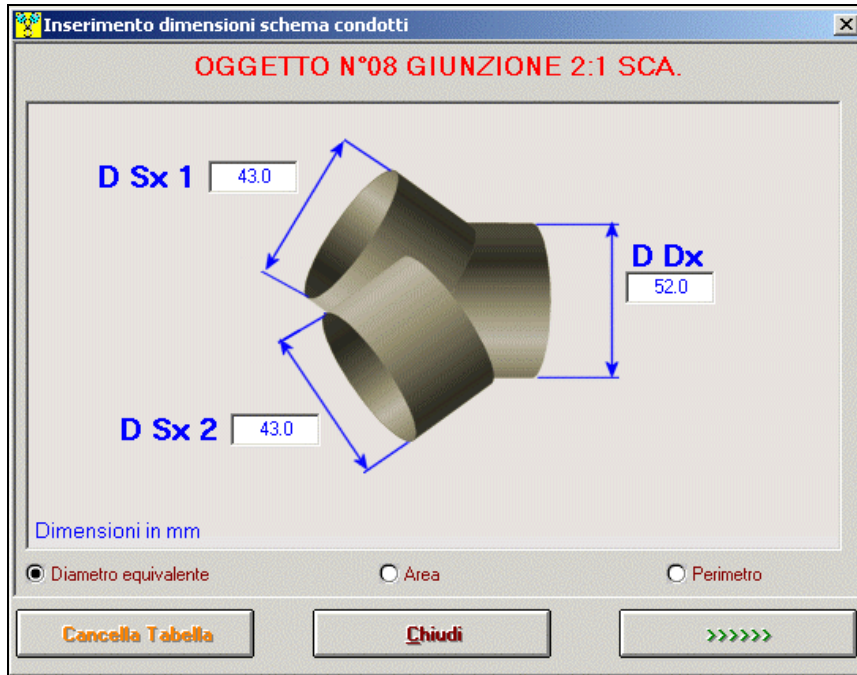 Inserimento dimensioni schema condotti
OGGETTO N°08 GIUNZIONE 2:1 SCA.
D Sx 1 43.0
D Dx
52.0
D Sx 2 43.0
Dimensioni in mm
Diametro equivalente Area Perimetro
Cancella Tabella Chiudi >>>>>>